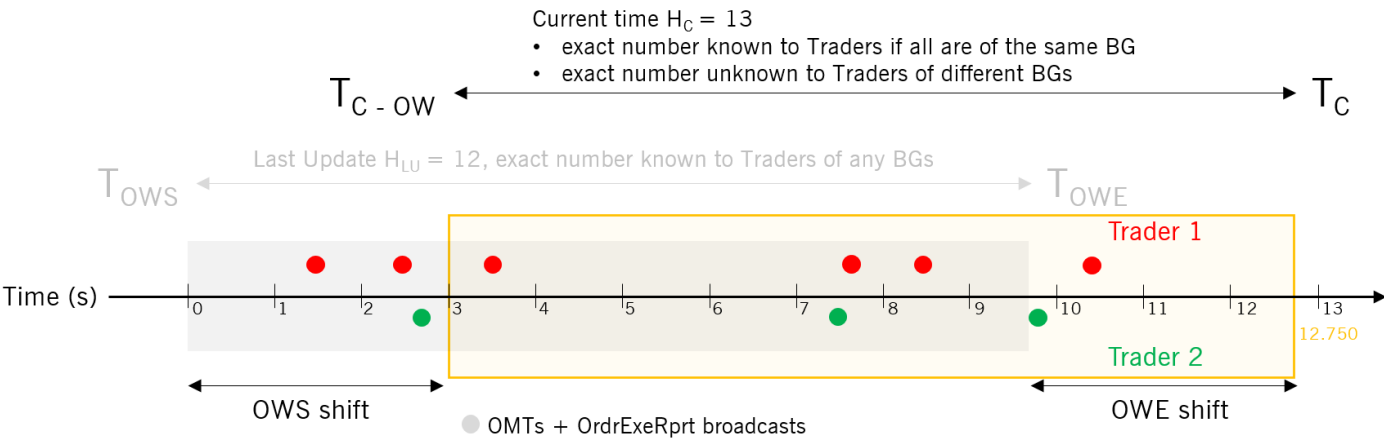 Current time H_C = 13
• exact number known to Traders if all are of the same BG
• exact number unknown to Traders of different BGs
T_C - OW T_C
Last Update H_LU = 12, exact number known to Traders of any BGs
T_OWS T_OWE
Trader 1
Time (s)
0 1 2 3 4 5 6 7 8 9 10 11 12 13
12.750
Trader 2
OWS shift OWE shift
OMTs + OrdrExeRprt broadcasts